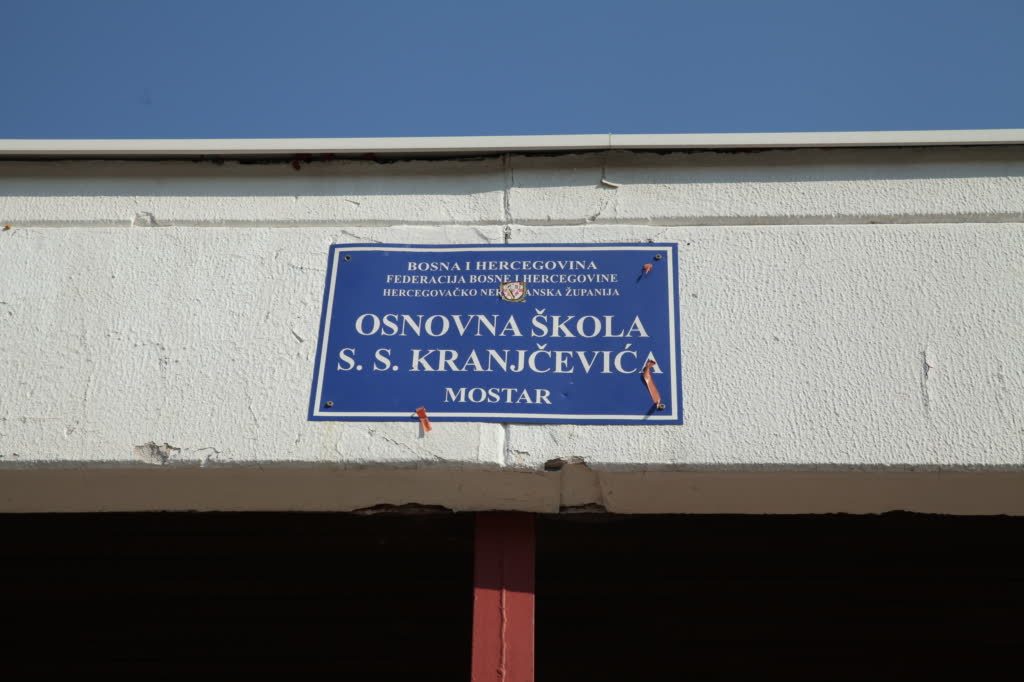 BOSNA I HERCEGOVINA
FEDERACIJA BOSNE I HERCEGOVINE
HERCEGOVAČKO ŽUPANIJA
OSNOVNA ŠKOLA
S. S. KRANJČEVIĆA
MOSTAR